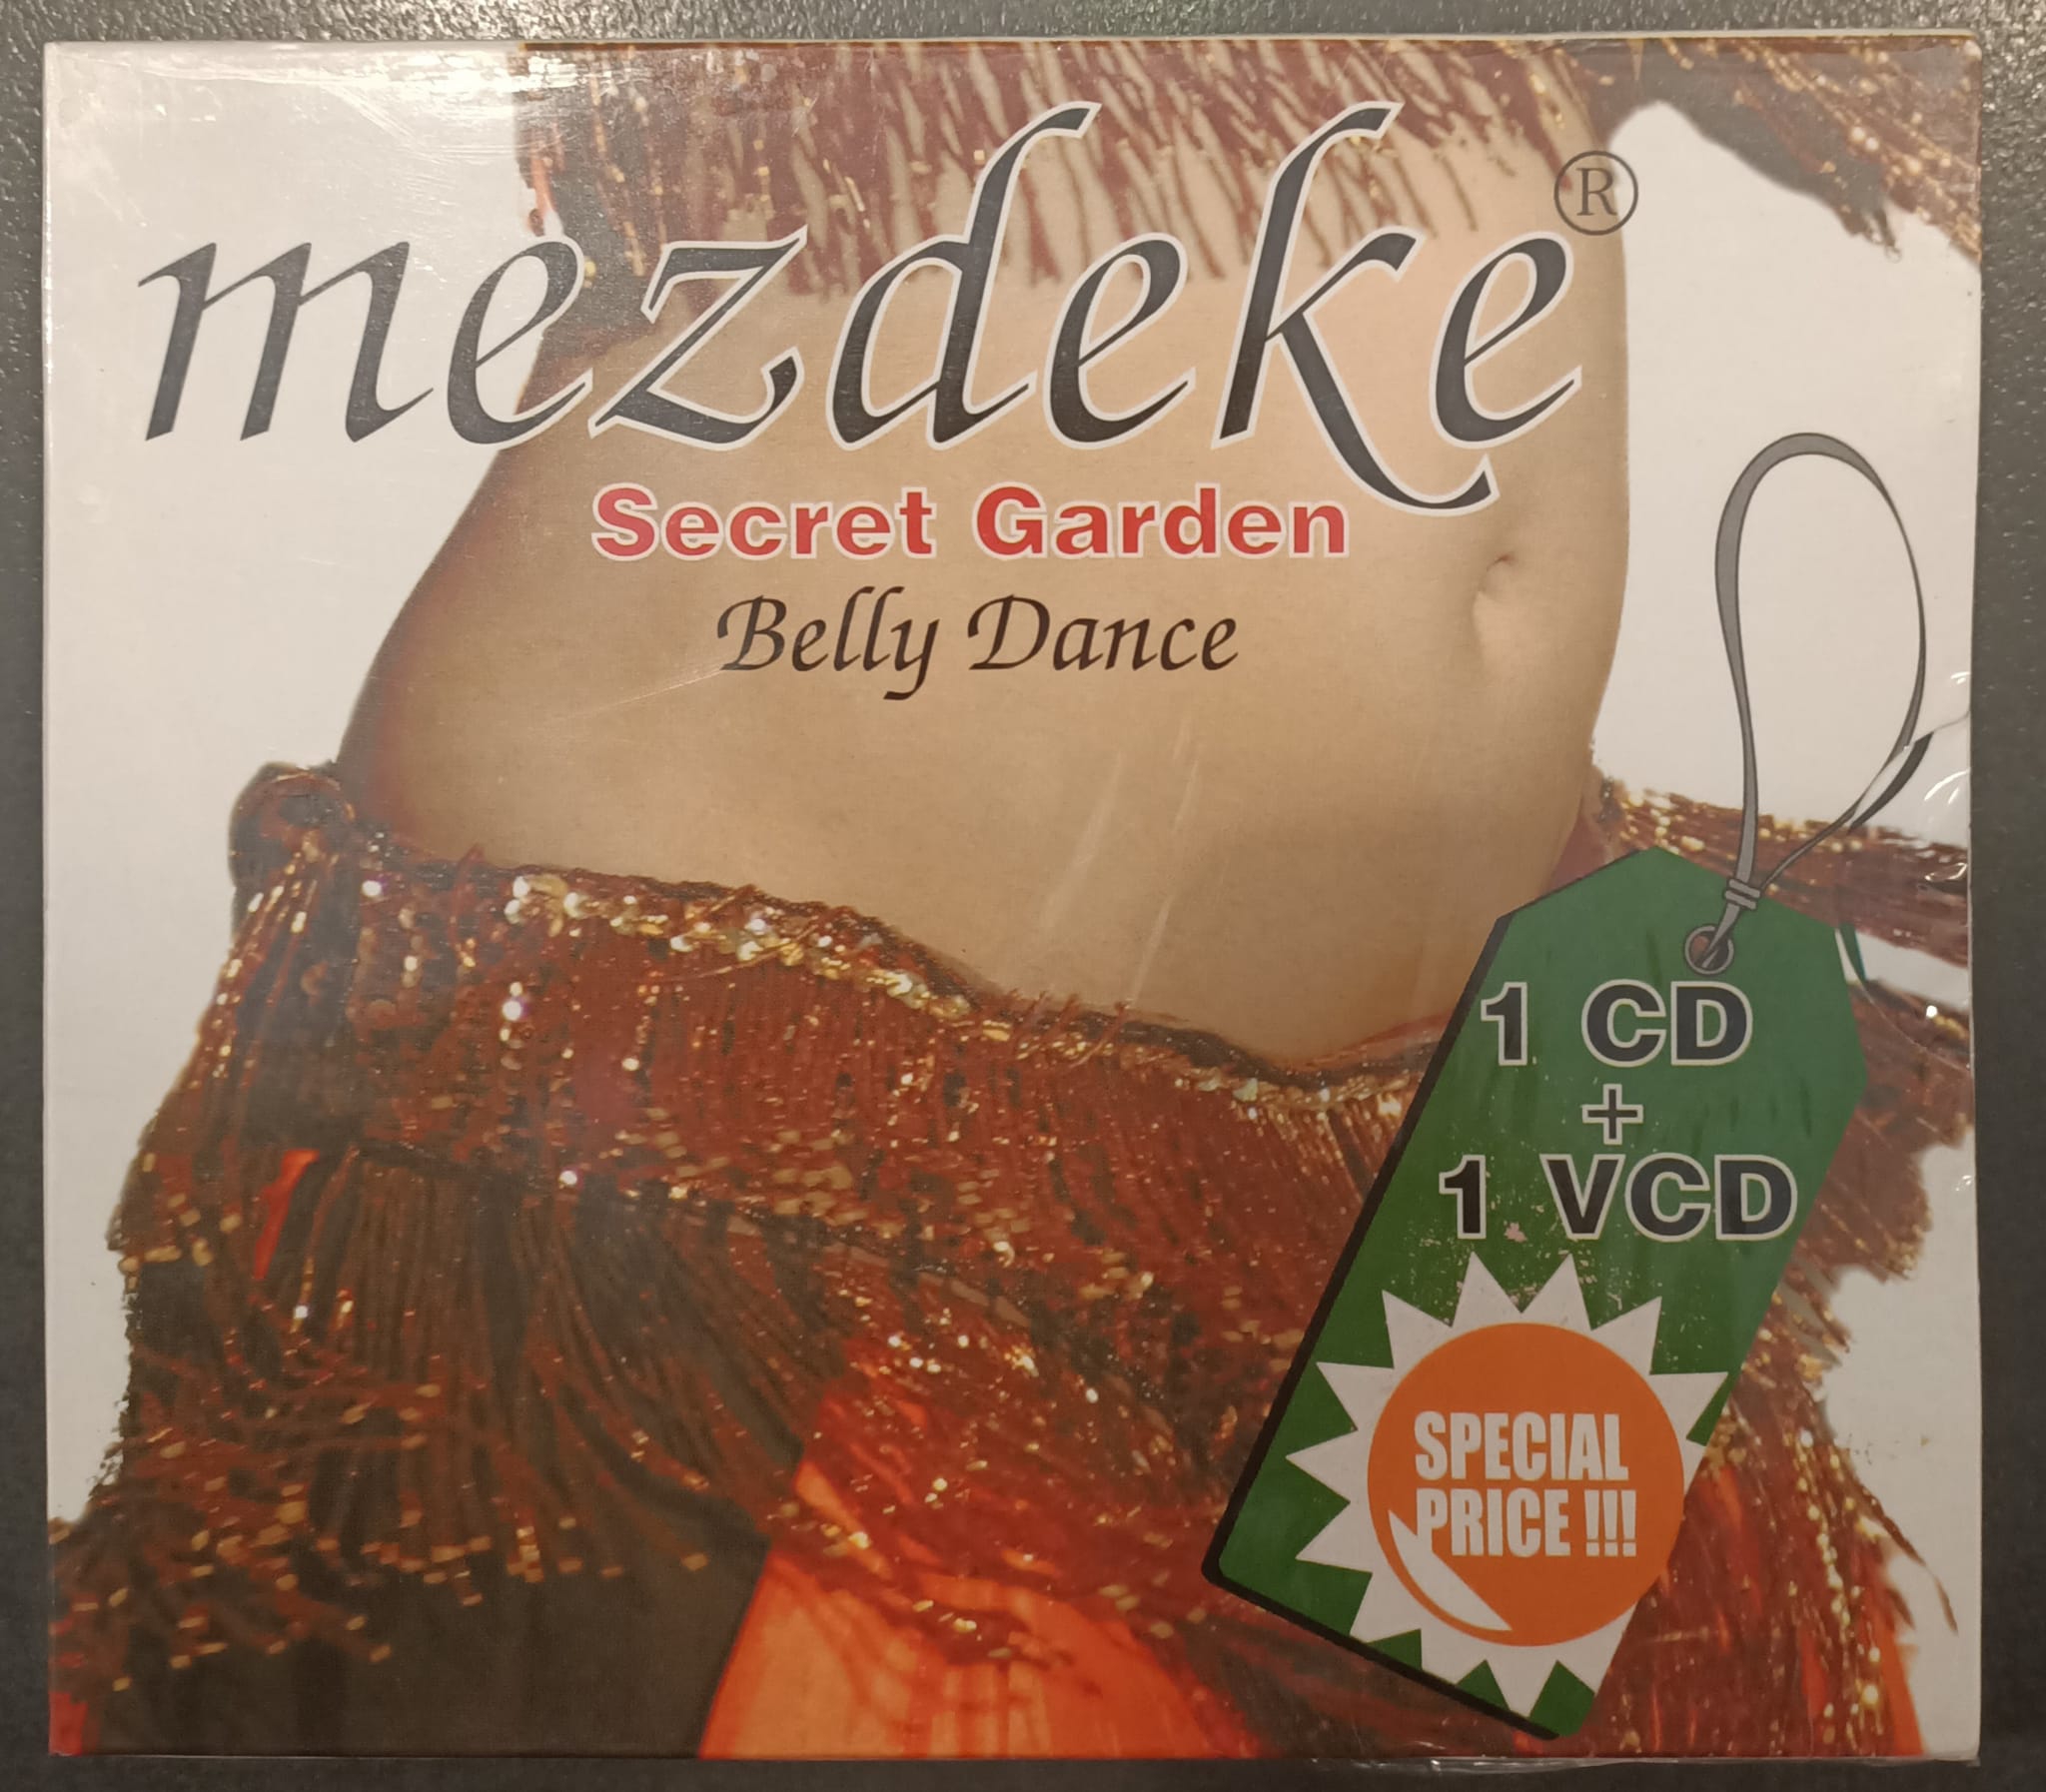 mezdeke®
Secret Garden
Belly Dance
1 CD
+
1 VCD
SPECIAL
PRICE !!!